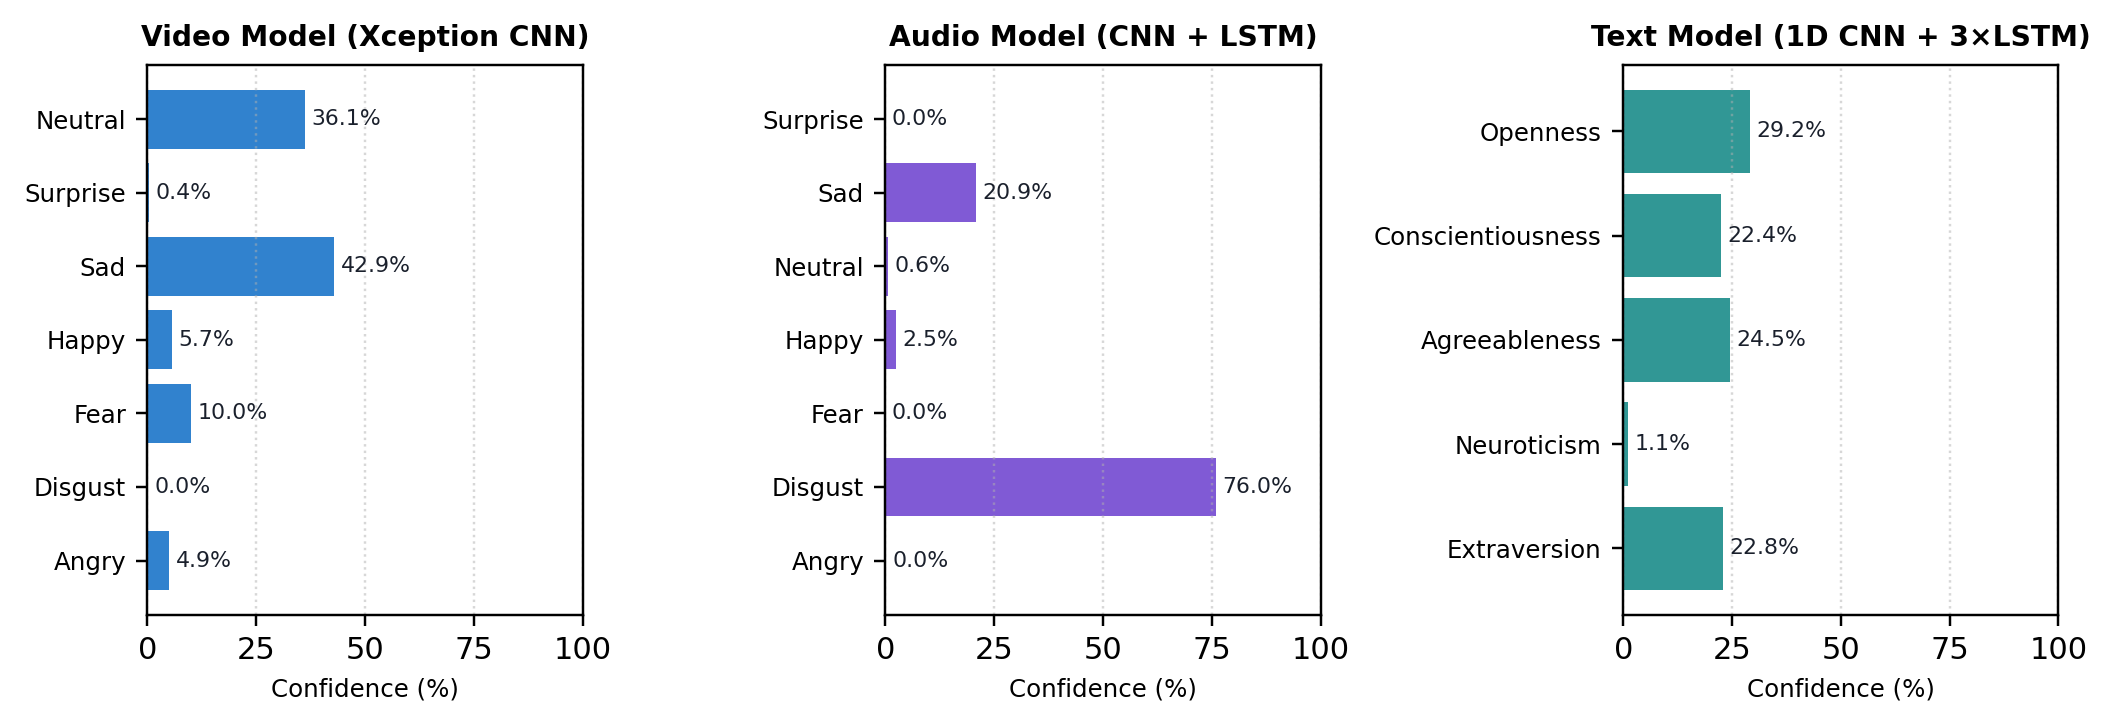 Video Model (Xception CNN)
Neutral
36.1%
Surprise
0.4%
Sad
42.9%
Happy
5.7%
Fear
10.0%
Disgust
0.0%
Angry
4.9%
0 25 50 75 100
Confidence (%)
Audio Model (CNN + LSTM)
Surprise
0.0%
Sad
20.9%
Neutral
0.6%
Happy
2.5%
Fear
0.0%
Disgust
76.0%
Angry
0.0%
0 25 50 75 100
Confidence (%)
Text Model (1D CNN + 3×LSTM)
Openness
29.2%
Conscientiousness
22.4%
Agreeableness
24.5%
Neuroticism
1.1%
Extraversion
22.8%
0 25 50 75 100
Confidence (%)